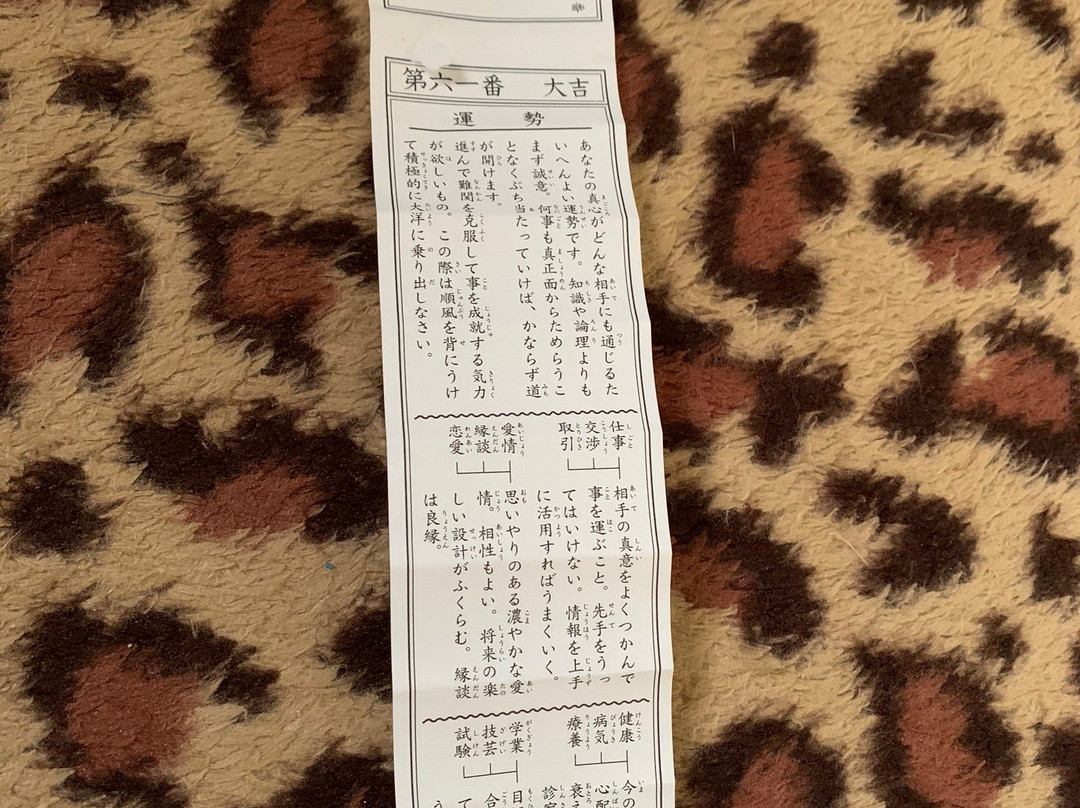 第六一番 大吉
運勢
あなたの真心がどんな相手にも通じるた
いへんよい運勢です。知識や論理よりも
まず誠意。何事も真正面からためらうこ
となくぶち当たっていけば、かならず道
が開けます。
進んで難関を克服して事を成就する気力
が欲しいもの。この際は順風を背にうけ
て積極的に大洋に乗り出しなさい。
仕事
交渉
取引
相手の真意をよくつかんで
事を運ぶこと。先手をうっ
てはいけない。情報を上手
に活用すればうまくいく。
愛情
縁談
恋愛
思いやりのある濃やかな愛
情。相性もよい。将来の楽
しい設計がふくらむ。縁談
は良縁。
健康
病気
療養
今の
心配
衰え
診察
学業
技芸
試験
目
合
て
う